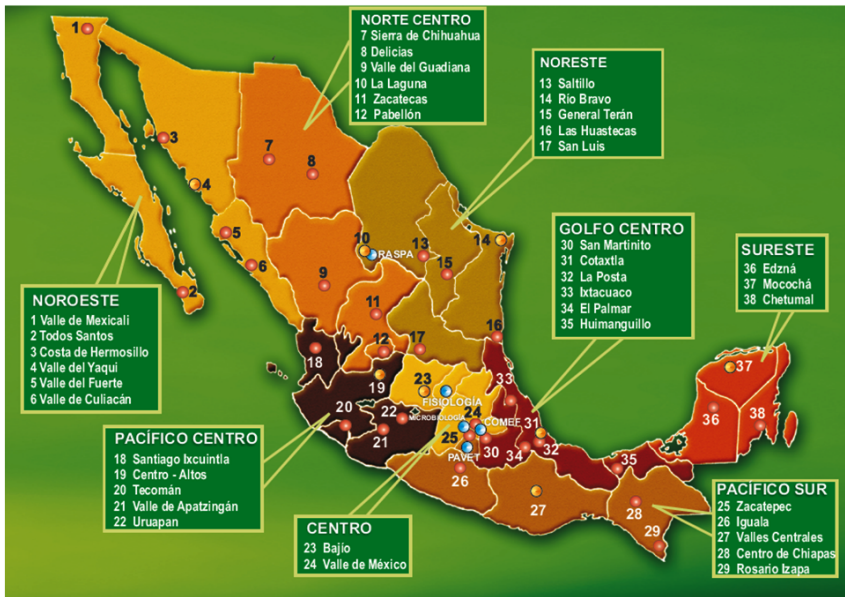 NORTE CENTRO
7 Sierra de Chihuahua
8 Delicias
9 Valle del Guadiana
10 La Laguna
11 Zacatecas
12 Pabellón
NORESTE
13 Saltillo
14 Rio Bravo
15 General Terán
16 Las Huastecas
17 San Luis
GOLFO CENTRO
30 San Martinito
31 Cotaxtla
32 La Posta
33 Ixtacuaco
34 El Palmar
35 Huimanguillo
SURESTE
36 Edzná
37 Mocochá
38 Chetumal
NOROESTE
1 Valle de Mexicali
2 Todos Santos
3 Costa de Hermosillo
4 Valle del Yaqui
5 Valle del Fuerte
6 Valle de Culiacán
PACÍFICO CENTRO
18 Santiago Ixcuintla
19 Centro - Altos
20 Tecomán
21 Valle de Apatzingán
22 Uruapan
CENTRO
23 Bajío
24 Valle de México
PACÍFICO SUR
25 Zacatepec
26 Iguala
27 Valles Centrales
28 Centro de Chiapas
29 Rosario Izapa
1
3
7
8
4
5
6
2
10
RASPA
13
14
15
9
11
12
17
16
18
19
23
FISIOLOGÍA
33
37
20
22
MICROBIOLOGÍA
24
COMEF
31
36
38
21
25
PAVET
30
34
32
35
26
27
28
29